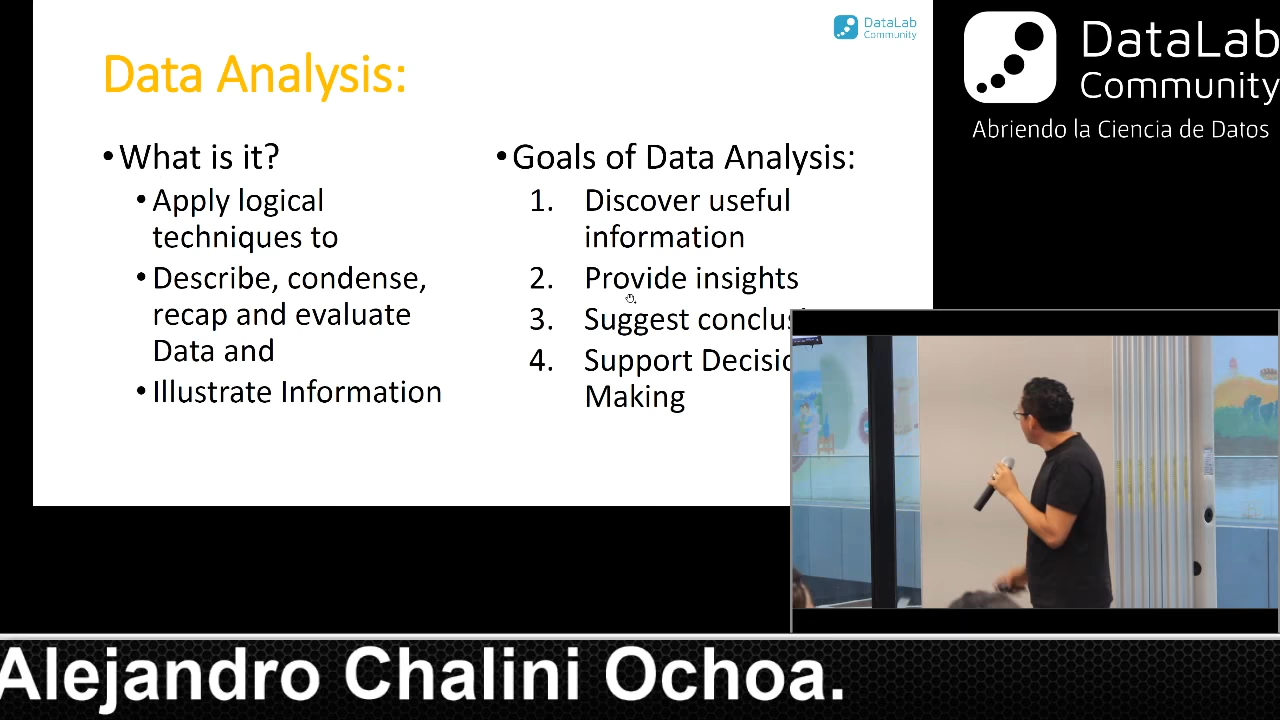 DataLab
Community
Data Analysis:
•What is it?
•Apply logical
techniques to
•Describe, condense,
recap and evaluate
Data and
•Illustrate Information
•Goals of Data Analysis:
1. Discover useful
information
2. Provide insights
3. Suggest
4. Support
Making
DataLab
Community
Abriendo la Ciencia de Datos
Alejandro Chalini Ochoa.